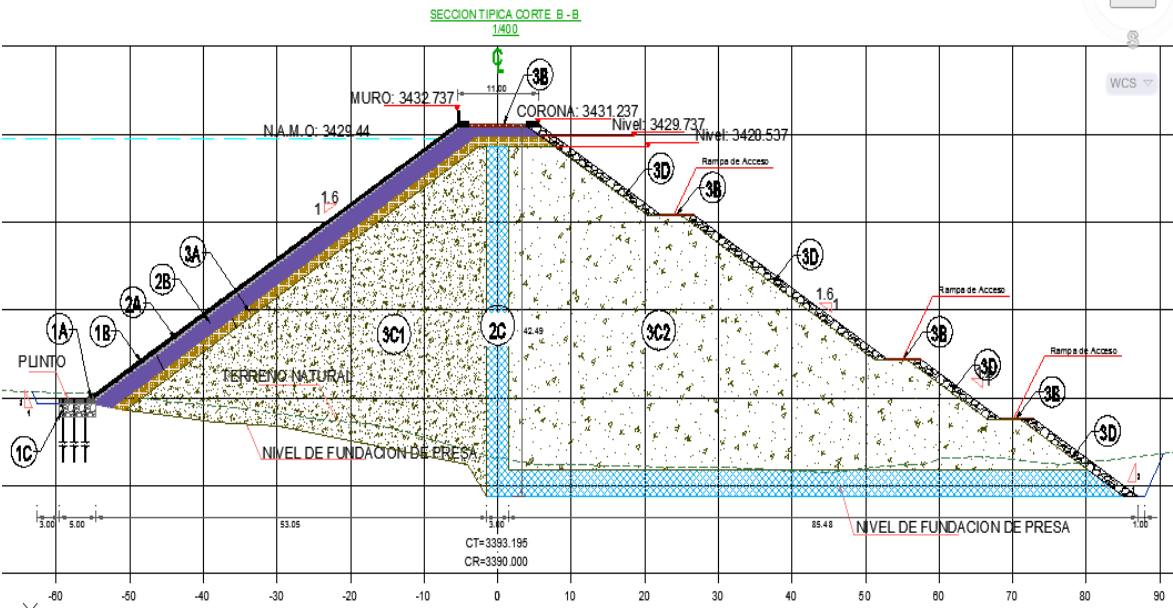 SECCION TIPICA CORTE B - B
1/400
WCS
3B
11.00
MURO: 3432.737
CORONA: 3431.237
N.A.M.O: 3429.44
Nivel: 3429.737
Nivel: 3428.537
3D
Rampa de Acceso
3B
1.6
1
3A
2B
2A
1A
1B
PLINTO
1C
TERRENO NATURAL
NIVEL DE FUNDACION DE PRESA
3C1
2C
42.49
3C2
3D
1.6
1
Rampa de Acceso
3B
3D
Rampa de Acceso
3B
3D
NIVEL DE FUNDACION DE PRESA
3.00
5.00
53.05
3.00
85.48
1.00
CT=3393.195
CR=3390.000
-60
-50
-40
-30
-20
-10
0
10
20
30
40
50
60
70
80
90